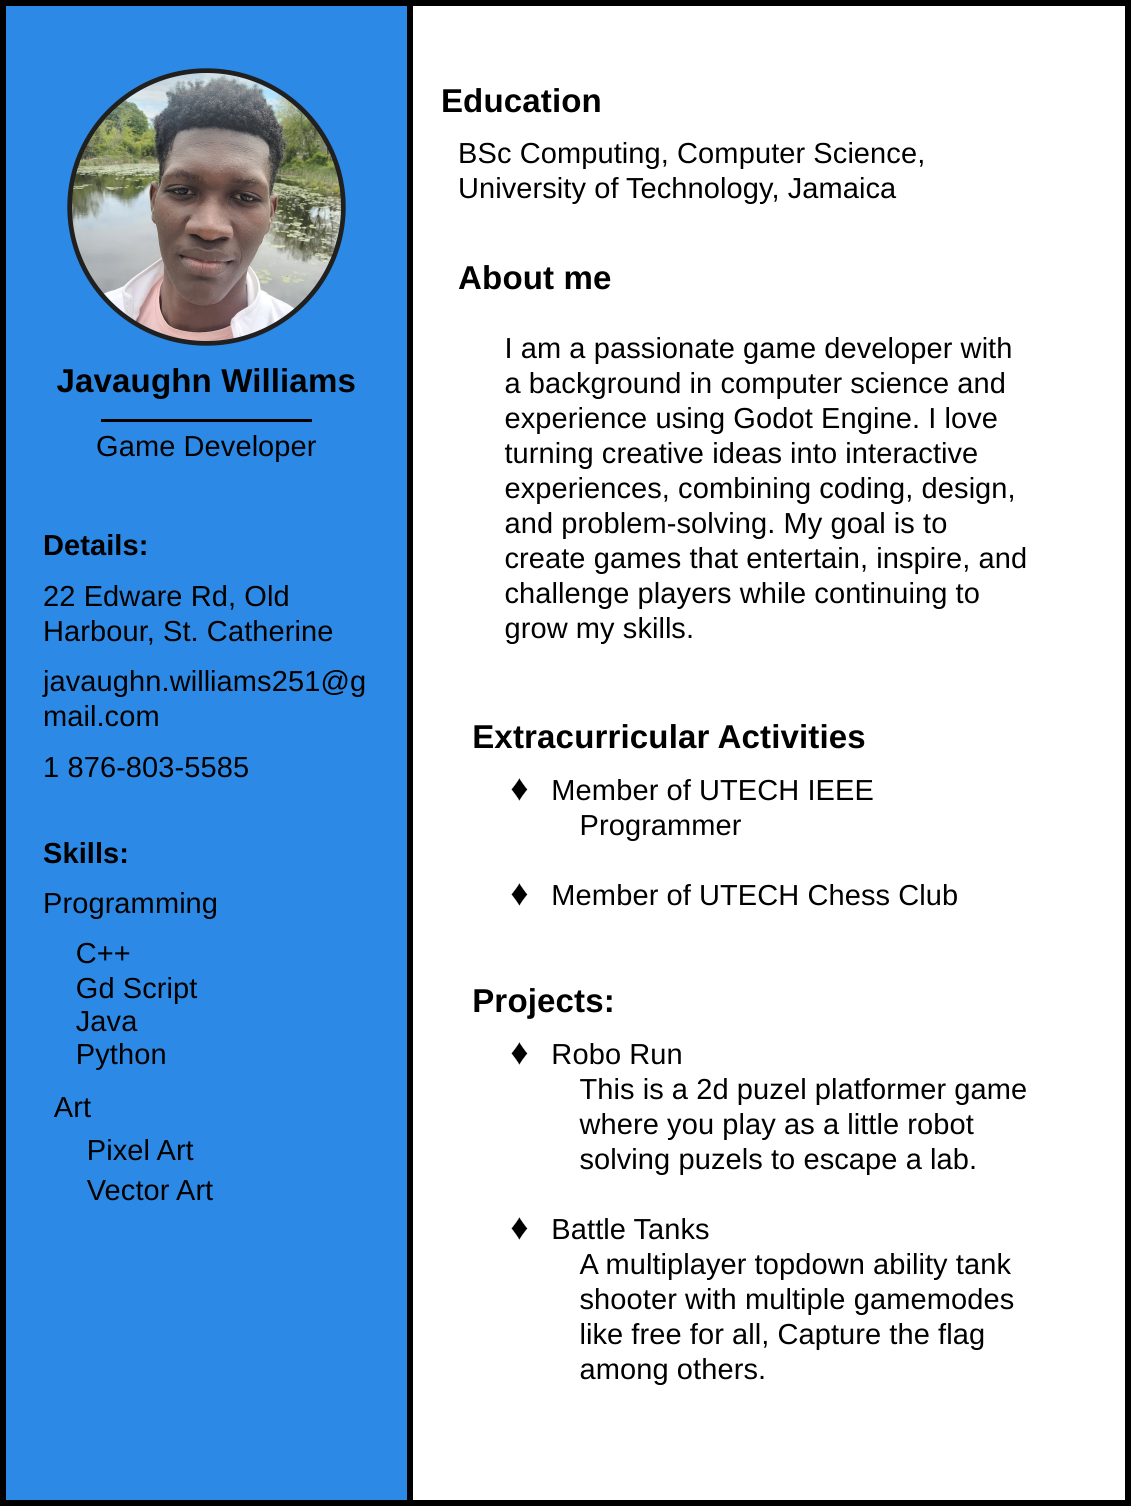 Javaughn Williams
Game Developer
Details:
22 Edware Rd, Old
Harbour, St. Catherine
javaughn.williams251@g
mail.com
1 876-803-5585
Skills:
Programming
C++
Gd Script
Java
Python
Art
Pixel Art
Vector Art
Education
BSc Computing, Computer Science,
University of Technology, Jamaica
About me
I am a passionate game developer with
a background in computer science and
experience using Godot Engine. I love
turning creative ideas into interactive
experiences, combining coding, design,
and problem-solving. My goal is to
create games that entertain, inspire, and
challenge players while continuing to
grow my skills.
Extracurricular Activities
♦ Member of UTECH IEEE
Programmer
♦ Member of UTECH Chess Club
Projects:
♦ Robo Run
This is a 2d puzel platformer game
where you play as a little robot
solving puzels to escape a lab.
♦ Battle Tanks
A multiplayer topdown ability tank
shooter with multiple gamemodes
like free for all, Capture the flag
among others.